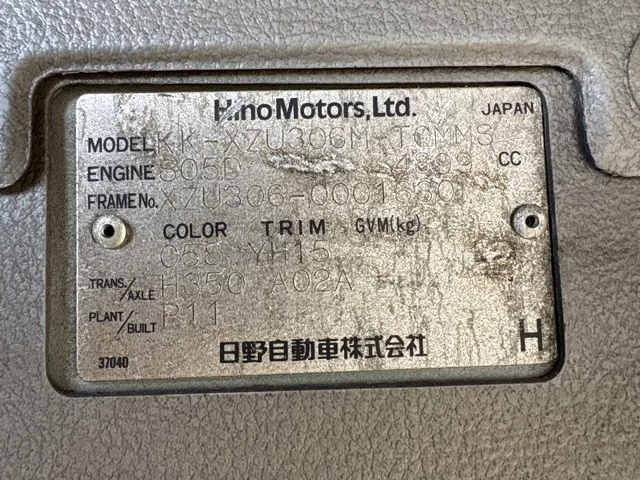 Hino Motors, Ltd. JAPAN
MODEL KK-XZU306M-TQMMS
ENGINE S05D 4899 CC
FRAME No. XZU306-0001630
COLOR TRIM GVM(kg)
058 YH15
TRANS./AXLE H350 A02A
PLANT/BUILT P11
日野自動車株式会社 H
37040